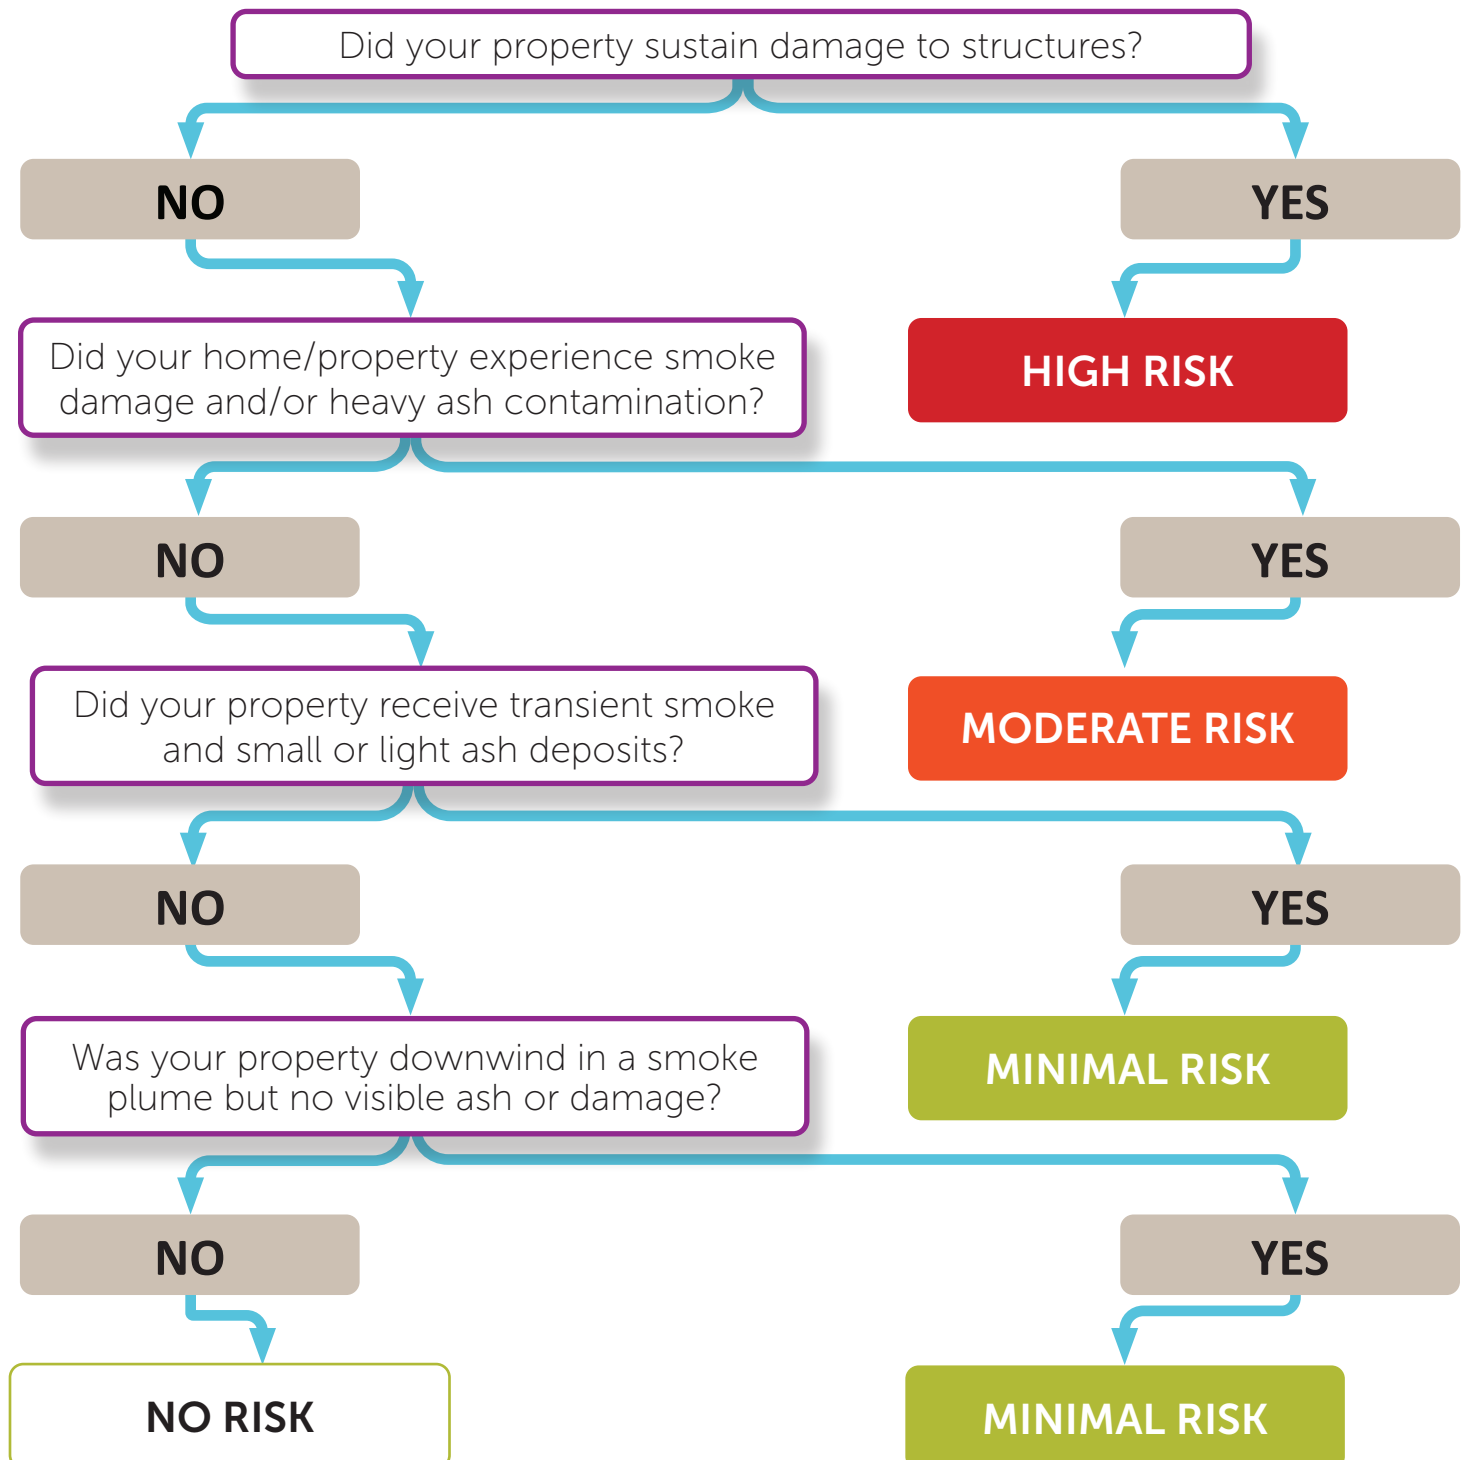 Did your property sustain damage to structures?
NO
YES
Did your home/property experience smoke
damage and/or heavy ash contamination?
HIGH RISK
NO
YES
Did your property receive transient smoke
and small or light ash deposits?
MODERATE RISK
NO
YES
Was your property downwind in a smoke
plume but no visible ash or damage?
MINIMAL RISK
NO
YES
NO RISK
MINIMAL RISK